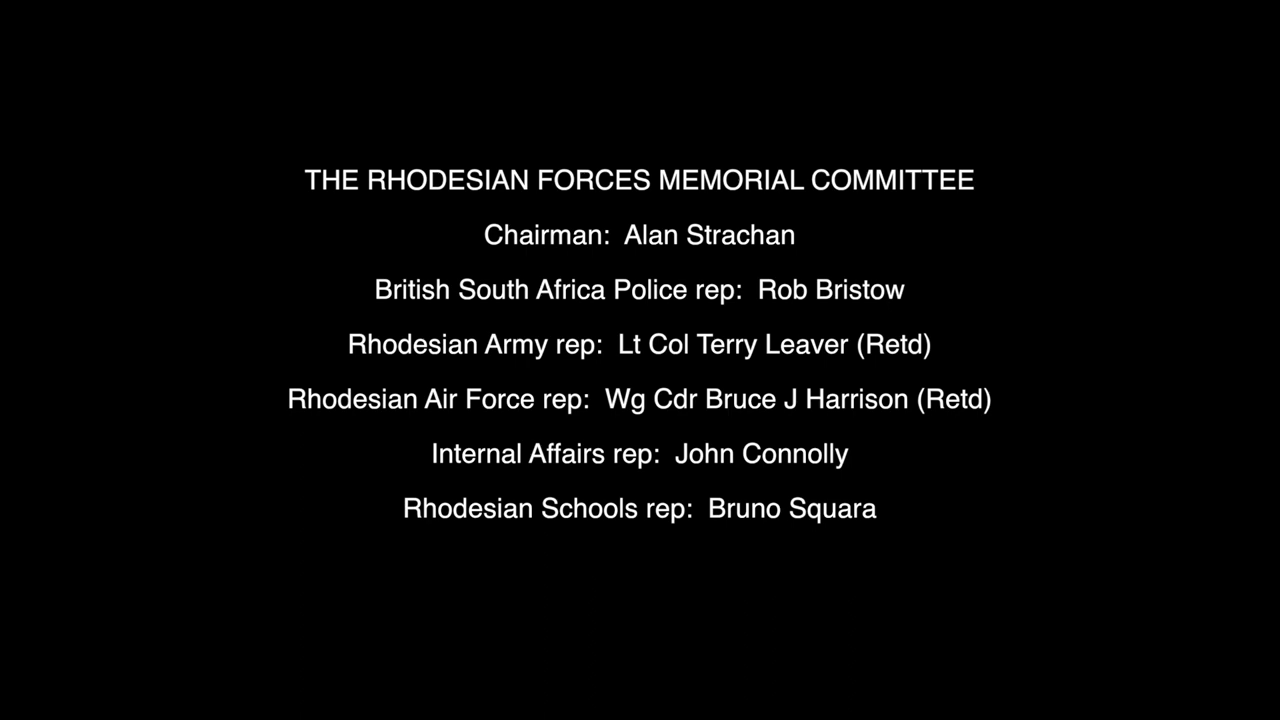 THE RHODESIAN FORCES MEMORIAL COMMITTEE
Chairman:  Alan Strachan
British South Africa Police rep:  Rob Bristow
Rhodesian Army rep:  Lt Col Terry Leaver (Retd)
Rhodesian Air Force rep:  Wg Cdr Bruce J Harrison (Retd)
Internal Affairs rep:  John Connolly
Rhodesian Schools rep:  Bruno Squara